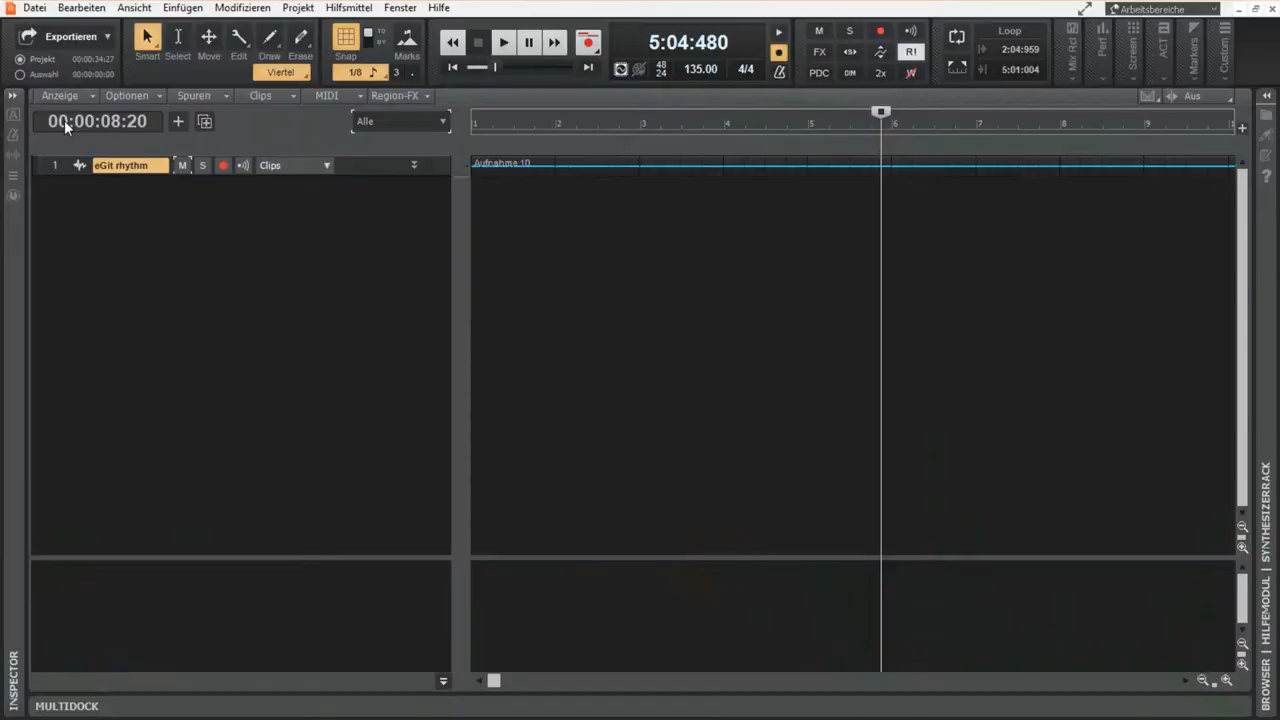 Datei Bearbeiten Ansicht Einfügen Modifizieren Projekt Hilfsmittel Fenster Hilfe Arbeitsbereiche
Exportieren
Projekt 00:00:34:27
Auswahl 00:00:00:00
Smart Select Move Edit Draw Erase Snap Marks
TO
BY
Viertel 1/8 3
5:04:480
48
24
135.00 4/4
M S
FX R!
PDC DIM 2x
Loop
2:04:959
5:01:004
Mix Rcl
Perf
Screen
ACT
Markers
Custom
Anzeige Optionen Spuren Clips MIDI Region-FX Aus
00:00:08:20 Alle
1 2 3 4 5 6 7 8 9 1
1 eGit rhythm M S Clips
Aufnahme 10
INSPECTOR
BROWSER | HILFEMODUL | SYNTHESIZERRACK
MULTIDOCK